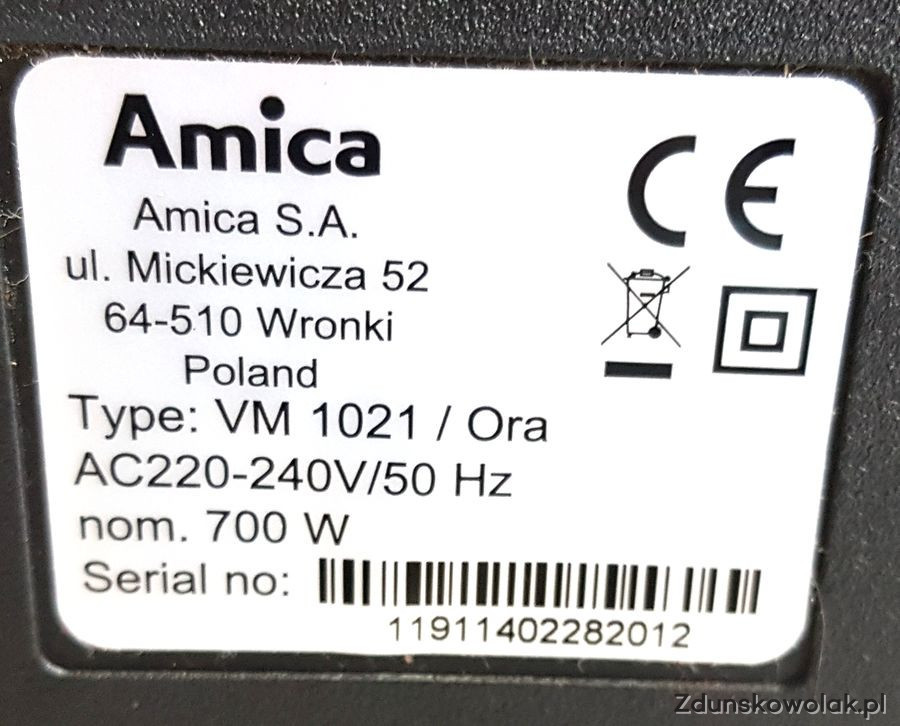 Amica
CE
Amica S.A.
ul. Mickiewicza 52
64-510 Wronki
Poland
Type: VM 1021 / Ora
AC220-240V/50 Hz
nom. 700 W
Serial no:
11911402282012
Zdunskowolak.pl